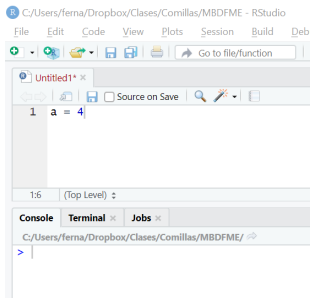 C:/Users/ferna/Dropbox/Clases/Comillas/MBDFME - RStudio
File Edit Code View Plots Session Build Deb
Go to file/function
Untitled1* ×
Source on Save
1 a = 4
1:6 (Top Level)
Console Terminal × Jobs ×
C:/Users/ferna/Dropbox/Clases/Comillas/MBDFME/
>